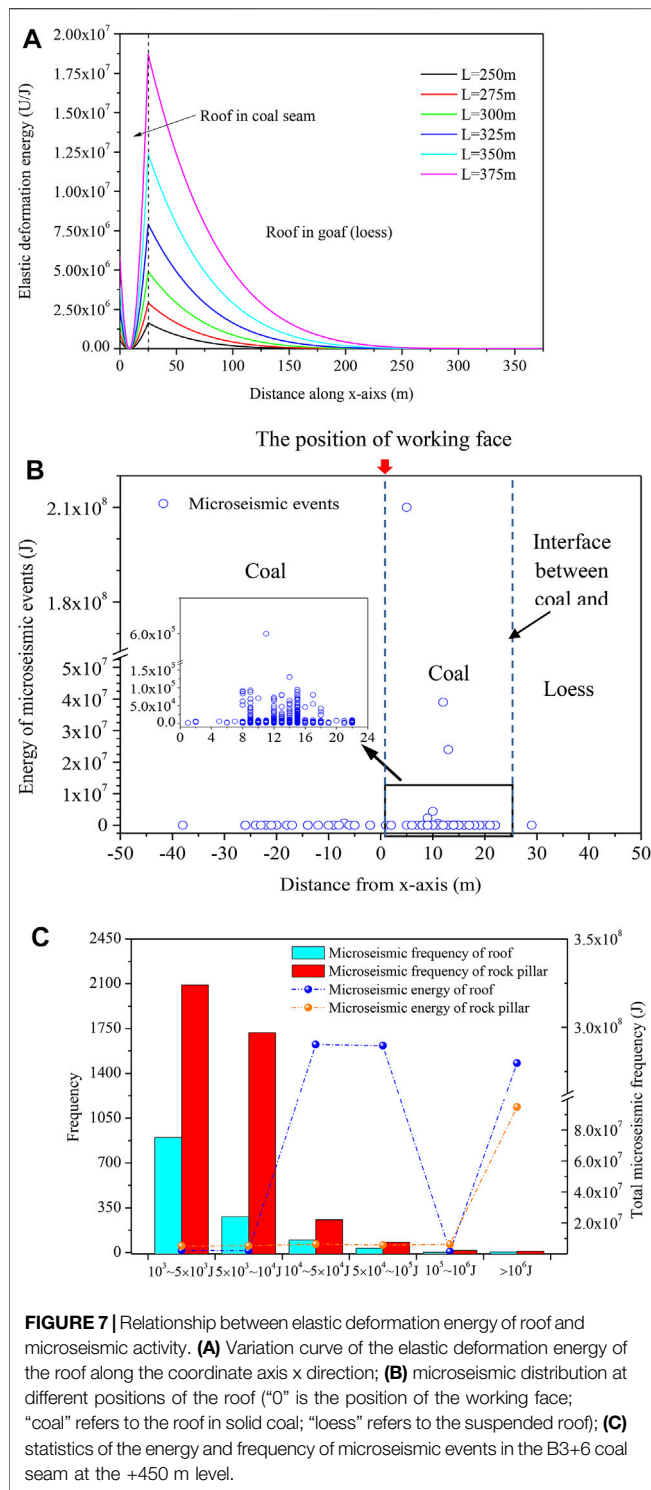 A
2.00x10⁷
1.75x10⁷
1.50x10⁷
1.25x10⁷
1.00x10⁷
7.50x10⁶
5.00x10⁶
2.50x10⁶
0.00
Elastic deformation energy (U/J)
Roof in coal seam
Roof in goaf (loess)
L=250m
L=275m
L=300m
L=325m
L=350m
L=375m
0 50 100 150 200 250 300 350
Distance along x-aixs (m)
The position of working face
B
2.1x10⁸
1.8x10⁸
5x10⁷
4x10⁷
3x10⁷
2x10⁷
1x10⁷
0
Energy of microseismic events (J)
Microseismic events
Coal
Interface
between
coal and
Coal
Loess
6.0x10⁵
1.5x10⁵
1.0x10⁵
5.0x10⁴
0.0
0 4 8 12 16 20 24
-50 -40 -30 -20 -10 0 10 20 30 40 50
Distance from x-axis (m)
C
2450
2100
1750
1400
1050
700
350
0
Frequency
Microseismic frequency of roof
Microseismic frequency of rock pillar
Microseismic energy of roof
Microseismic energy of rock pillar
3.5x10⁸
3.0x10⁸
8.0x10⁷
6.0x10⁷
4.0x10⁷
2.0x10⁷
Total microseismic frequency (J)
10³~5×10³J 5×10³~10⁴J 10⁴~5×10⁴J 5×10⁴~10⁵J 10⁵~10⁶J >10⁶J
FIGURE 7 | Relationship between elastic deformation energy of roof and
microseismic activity. (A) Variation curve of the elastic deformation energy of
the roof along the coordinate axis x direction; (B) microseismic distribution at
different positions of the roof (“0” is the position of the working face;
“coal” refers to the roof in solid coal; “loess” refers to the suspended roof); (C)
statistics of the energy and frequency of microseismic events in the B3+6 coal
seam at the +450 m level.